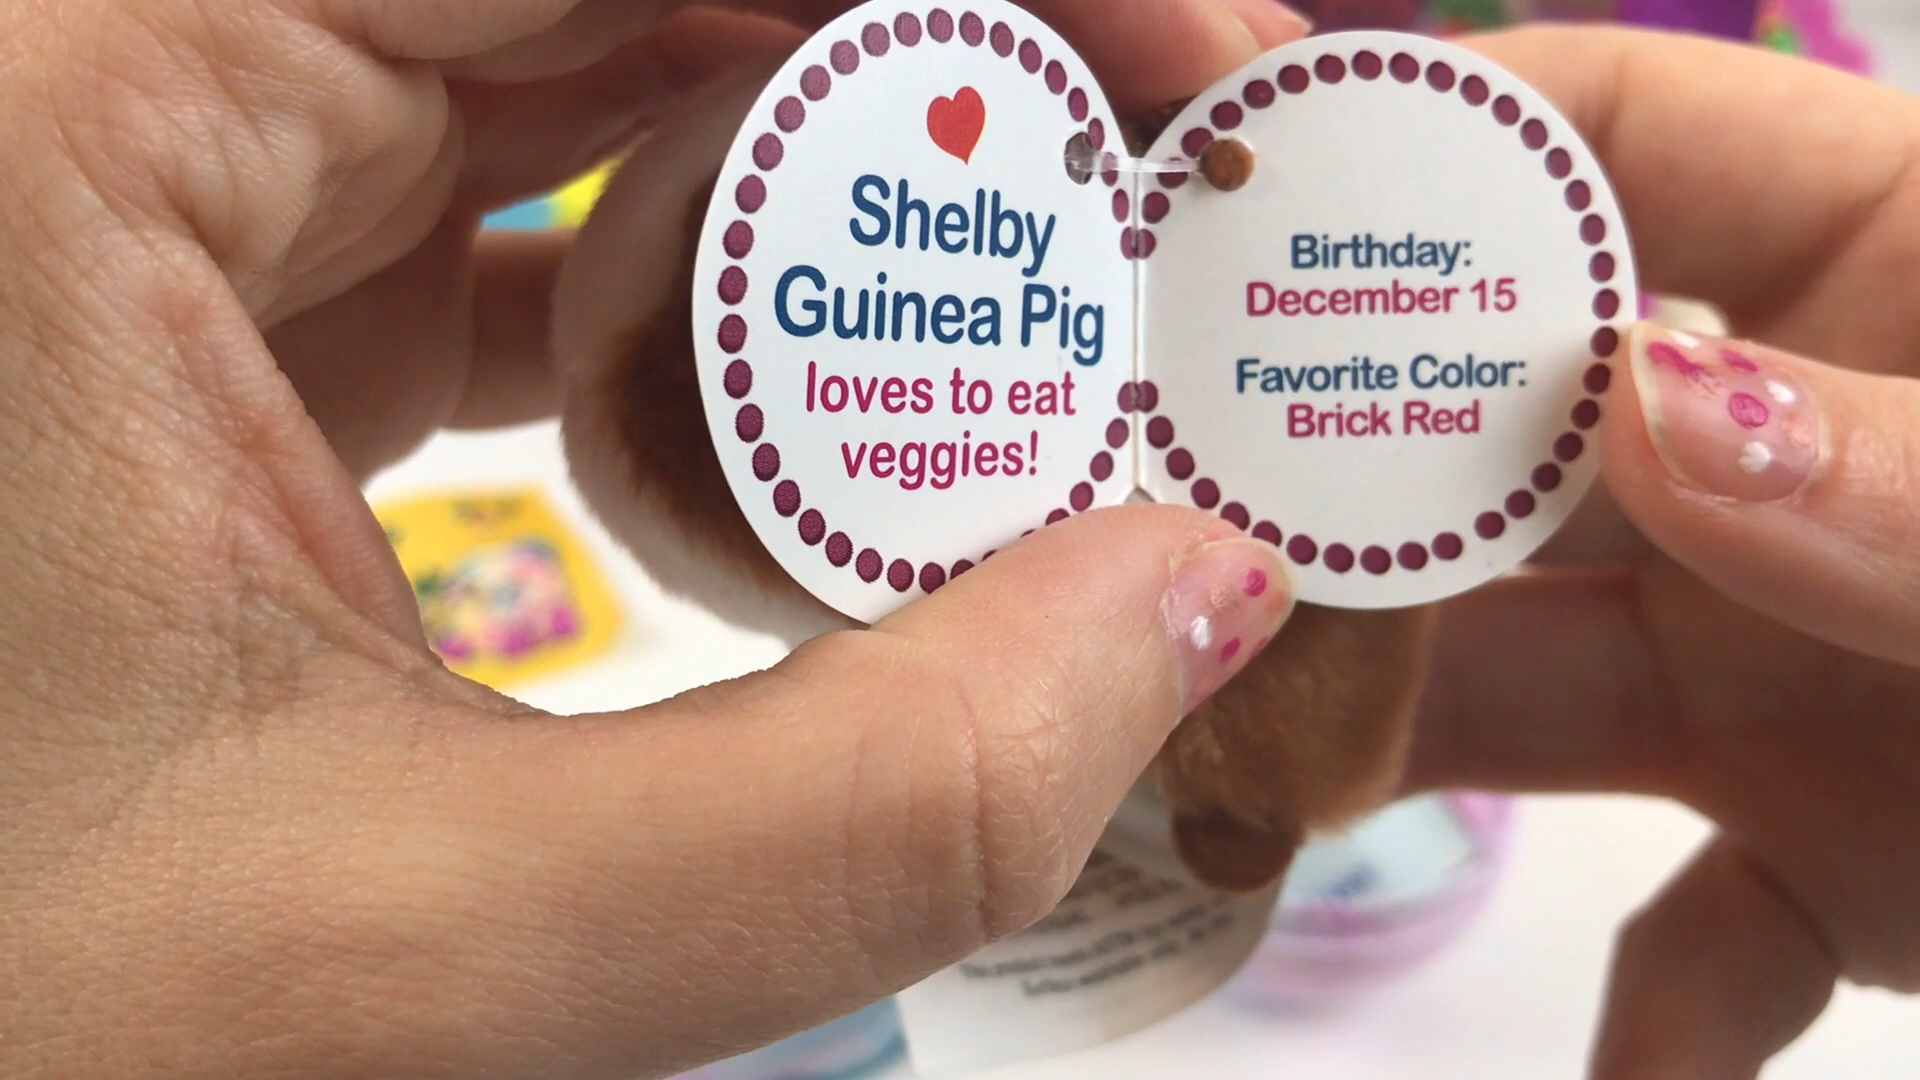 Shelby
Guinea Pig
loves to eat
veggies!
Birthday:
December 15
Favorite Color:
Brick Red